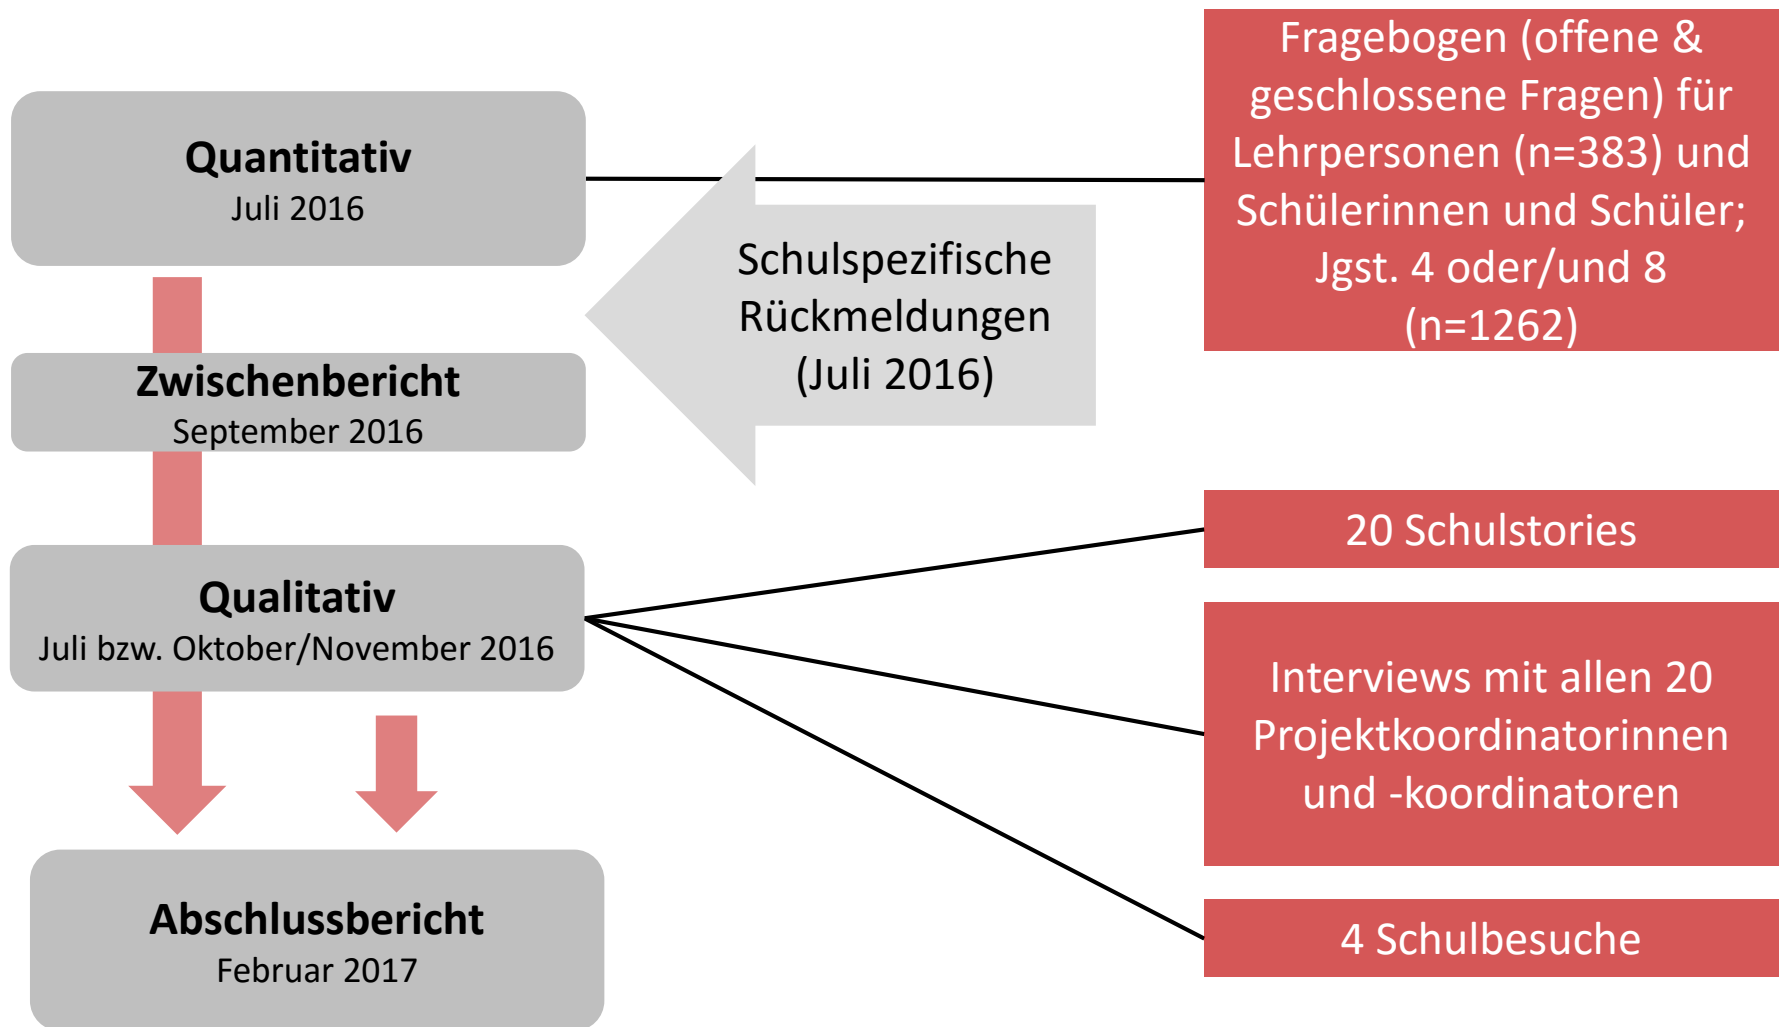 Quantitativ
Juli 2016
Fragebogen (offene &
geschlossene Fragen) für
Lehrpersonen (n=383) und
Schülerinnen und Schüler;
Jgst. 4 oder/und 8
(n=1262)
Schulspezifische
Rückmeldungen
(Juli 2016)
Zwischenbericht
September 2016
Qualitativ
Juli bzw. Oktober/November 2016
20 Schulstories
Interviews mit allen 20
Projektkoordinatorinnen
und -koordinatoren
4 Schulbesuche
Abschlussbericht
Februar 2017